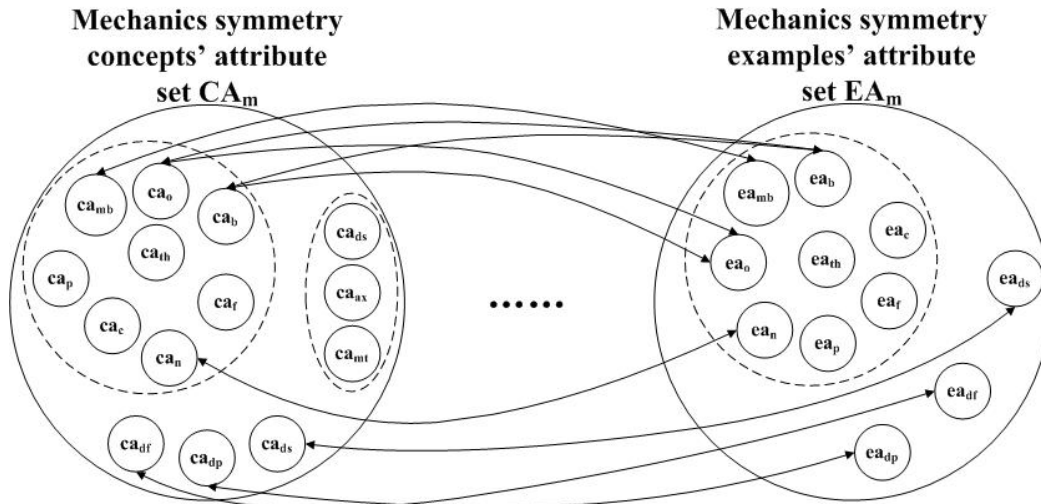 Mechanics symmetry
concepts' attribute
set CAm
Mechanics symmetry
examples' attribute
set EAm
camb
cao
cab
cath
cap
caf
cac
can
cads
caax
camt
cadf
cadp
cads
......
eamb
eab
eac
eao
eath
eads
eaf
ean
eap
eadf
eadp